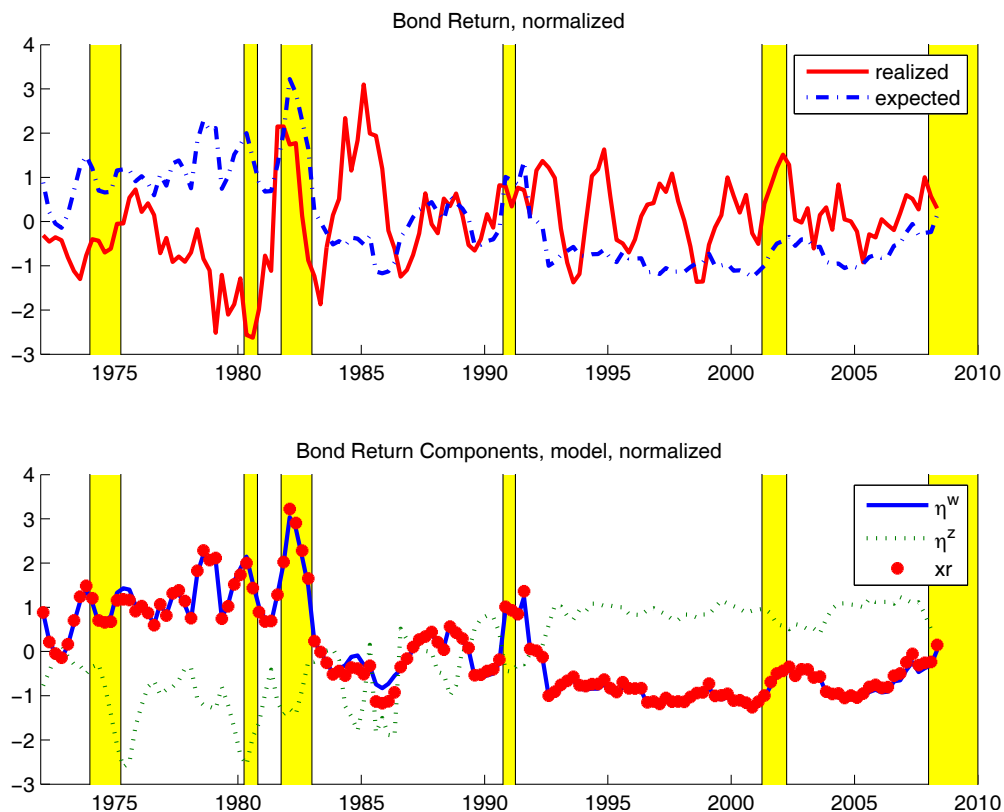 Bond Return, normalized
4
3
2
1
0
−1
−2
−3
realized
expected
1975 1980 1985 1990 1995 2000 2005 2010
Bond Return Components, model, normalized
4
3
2
1
0
−1
−2
−3
η^w
η^z
xr
1975 1980 1985 1990 1995 2000 2005 2010